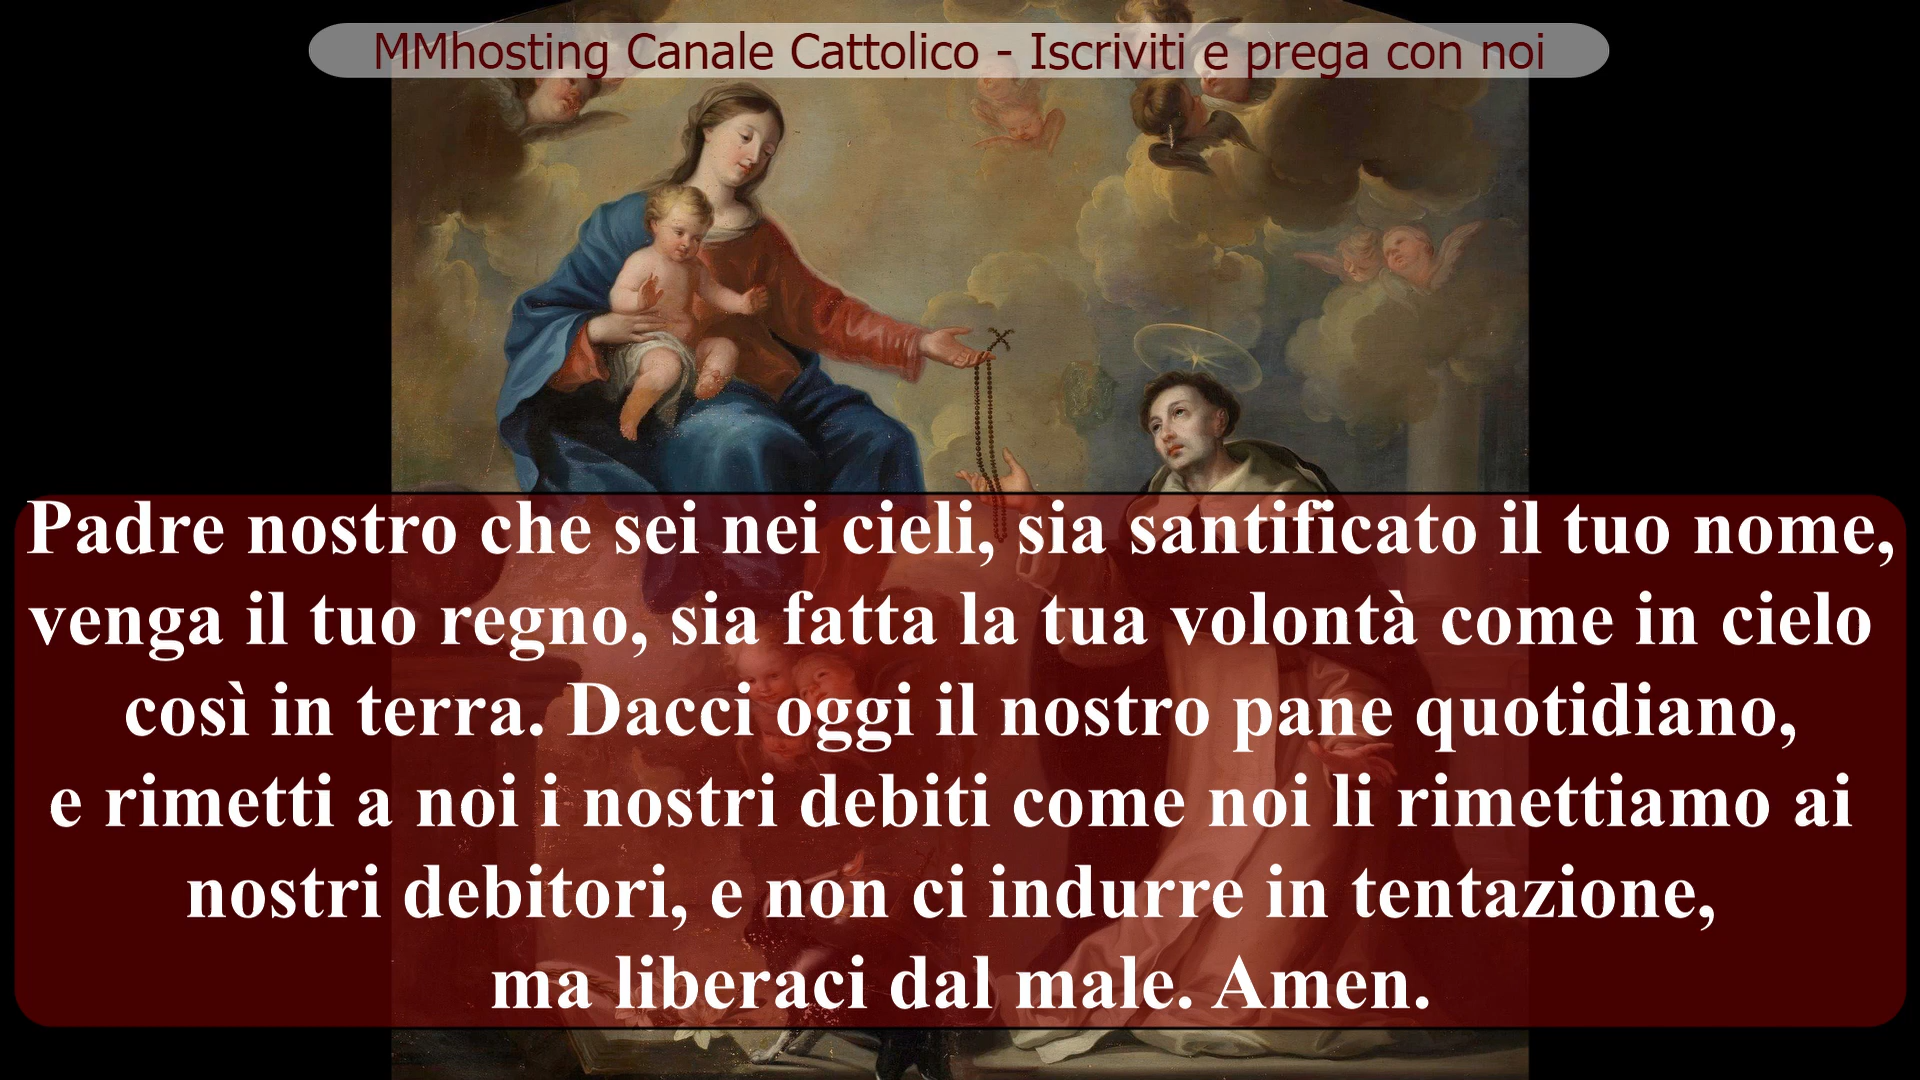 MMhosting Canale Cattolico - Iscriviti e prega con noi
Padre nostro che sei nei cieli, sia santificato il tuo nome,
venga il tuo regno, sia fatta la tua volontà come in cielo
così in terra. Dacci oggi il nostro pane quotidiano,
e rimetti a noi i nostri debiti come noi li rimettiamo ai
nostri debitori, e non ci indurre in tentazione,
ma liberaci dal male. Amen.